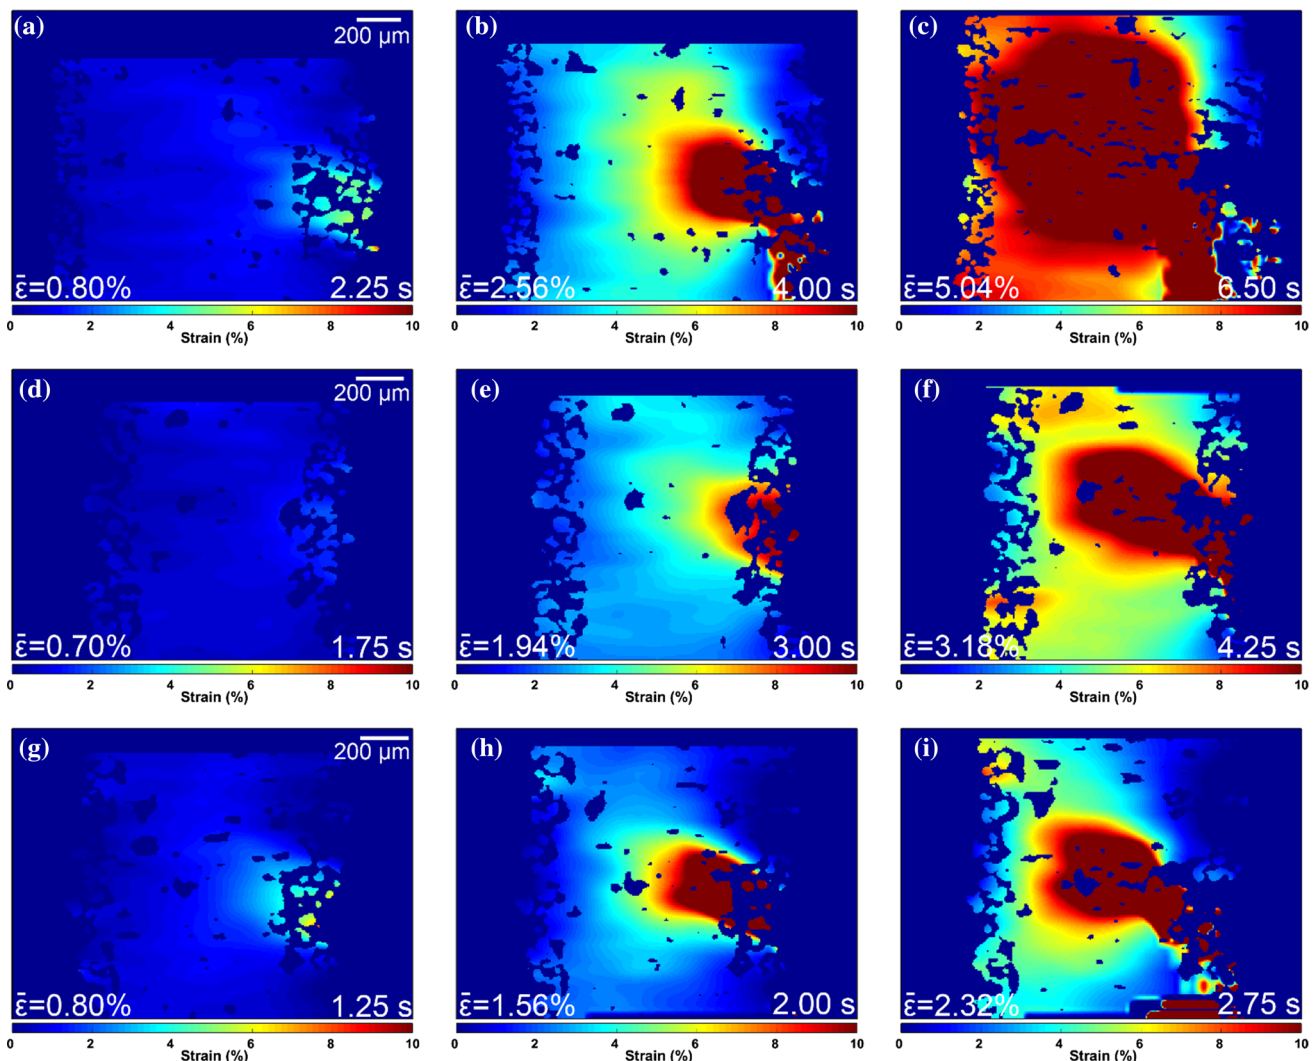 (a) 200 μm (b) (c)
ε̄=0.80% 2.25 s ε̄=2.56% 4.00 s ε̄=5.04% 6.50 s
0 2 4 6 8 10 0 2 4 6 8 10 0 2 4 6 8 10
Strain (%) Strain (%) Strain (%)
(d) 200 μm (e) (f)
ε̄=0.70% 1.75 s ε̄=1.94% 3.00 s ε̄=3.18% 4.25 s
0 2 4 6 8 10 0 2 4 6 8 10 0 2 4 6 8 10
Strain (%) Strain (%) Strain (%)
(g) 200 μm (h) (i)
ε̄=0.80% 1.25 s ε̄=1.56% 2.00 s ε̄=2.32% 2.75 s
0 2 4 6 8 10 0 2 4 6 8 10 0 2 4 6 8 10
Strain (%) Strain (%) Strain (%)